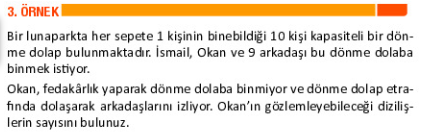 3. ÖRNEK
Bir lunaparkta her sepete 1 kişinin binebildiği 10 kişi kapasiteli bir dön-
me dolap bulunmaktadır. İsmail, Okan ve 9 arkadaşı bu dönme dolaba
binmek istiyor.
Okan, fedakârlık yaparak dönme dolaba binmiyor ve dönme dolap etra-
fında dolaşarak arkadaşlarını izliyor. Okan'ın gözlemleyebileceği diziliş-
lerin sayısını bulunuz.